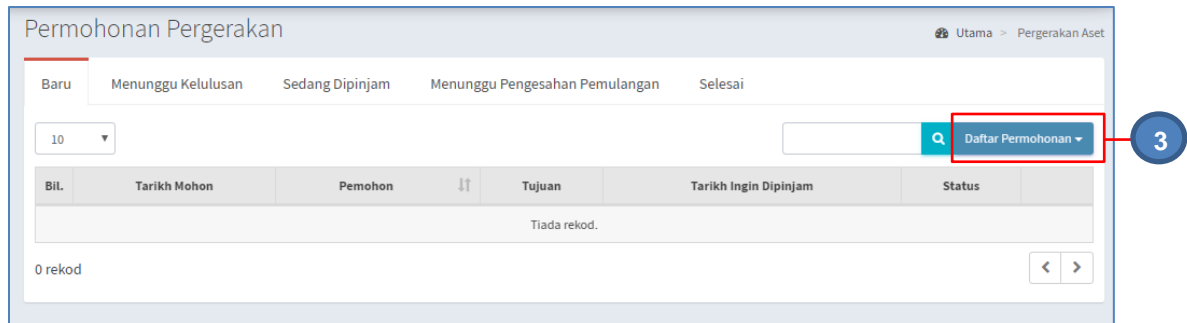 Permohonan Pergerakan
Utama > Pergerakan Aset
Baru Menunggu Kelulusan Sedang Dipinjam Menunggu Pengesahan Pemulangan Selesai
10 Daftar Permohonan
3
Bil. Tarikh Mohon Pemohon Tujuan Tarikh Ingin Dipinjam Status
Tiada rekod.
0 rekod